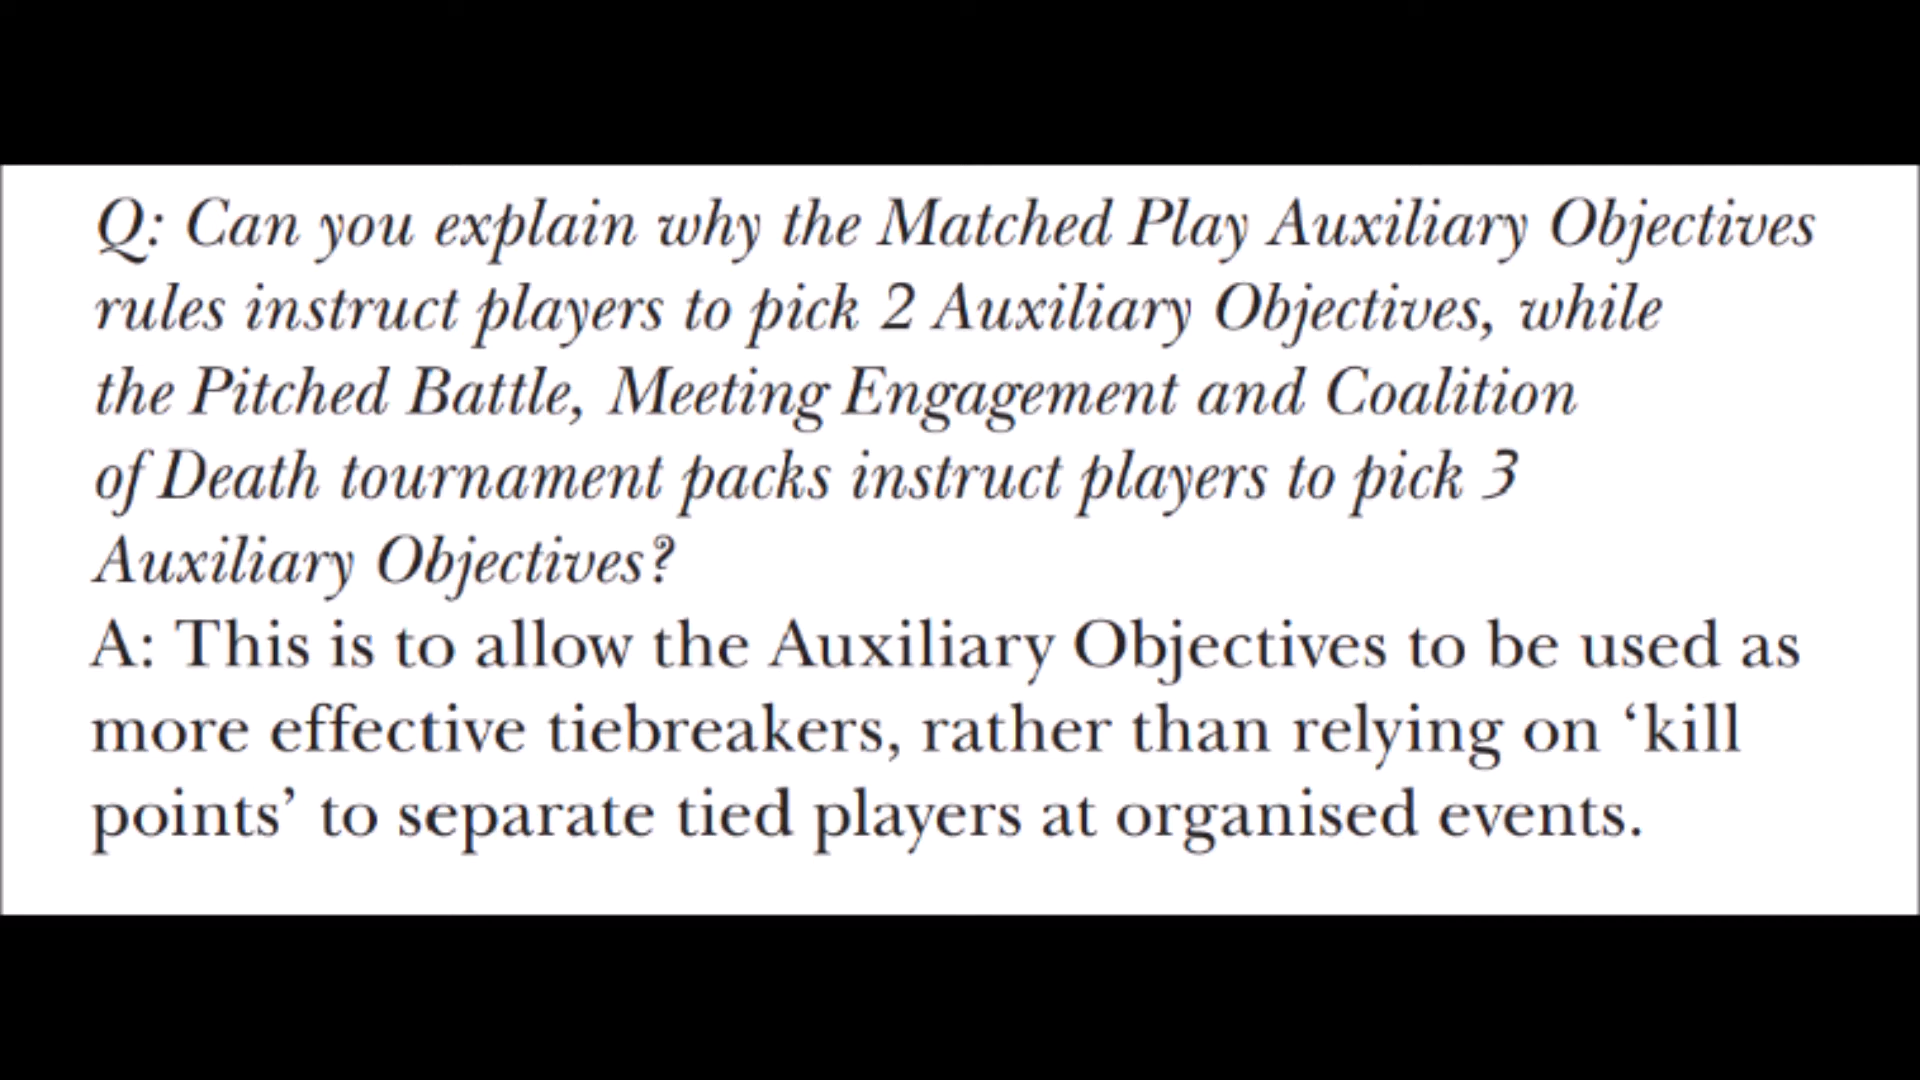 Q: Can you explain why the Matched Play Auxiliary Objectives
rules instruct players to pick 2 Auxiliary Objectives, while
the Pitched Battle, Meeting Engagement and Coalition
of Death tournament packs instruct players to pick 3
Auxiliary Objectives?
A: This is to allow the Auxiliary Objectives to be used as
more effective tiebreakers, rather than relying on ‘kill
points’ to separate tied players at organised events.